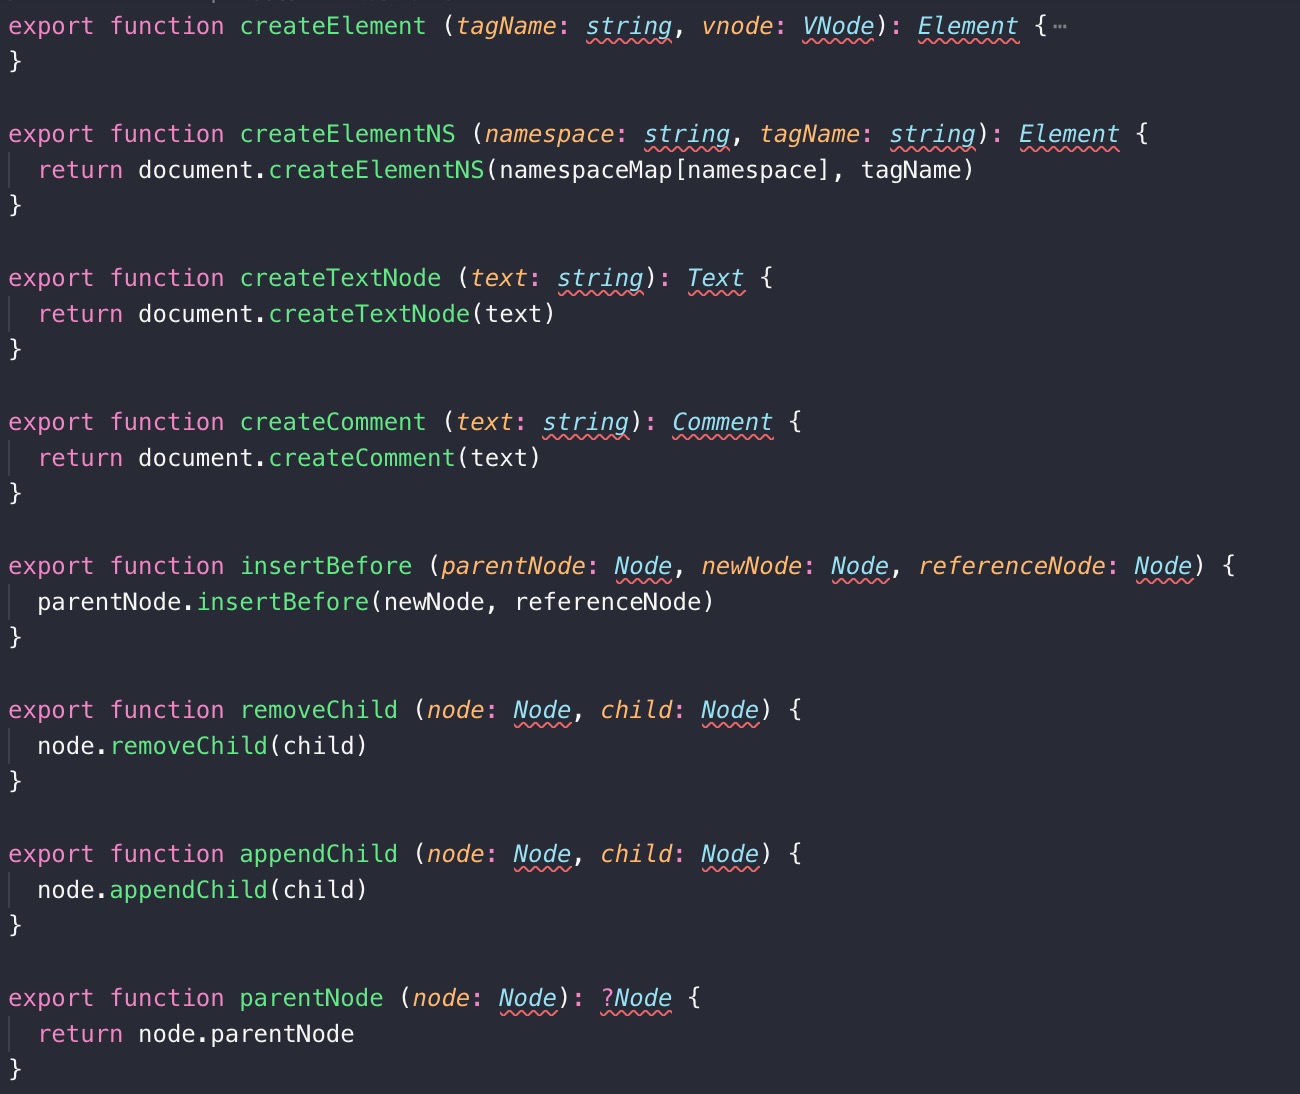 export function createElement (tagName: string, vnode: VNode): Element {⋯
}
export function createElementNS (namespace: string, tagName: string): Element {
  return document.createElementNS(namespaceMap[namespace], tagName)
}
export function createTextNode (text: string): Text {
  return document.createTextNode(text)
}
export function createComment (text: string): Comment {
  return document.createComment(text)
}
export function insertBefore (parentNode: Node, newNode: Node, referenceNode: Node) {
  parentNode.insertBefore(newNode, referenceNode)
}
export function removeChild (node: Node, child: Node) {
  node.removeChild(child)
}
export function appendChild (node: Node, child: Node) {
  node.appendChild(child)
}
export function parentNode (node: Node): ?Node {
  return node.parentNode
}